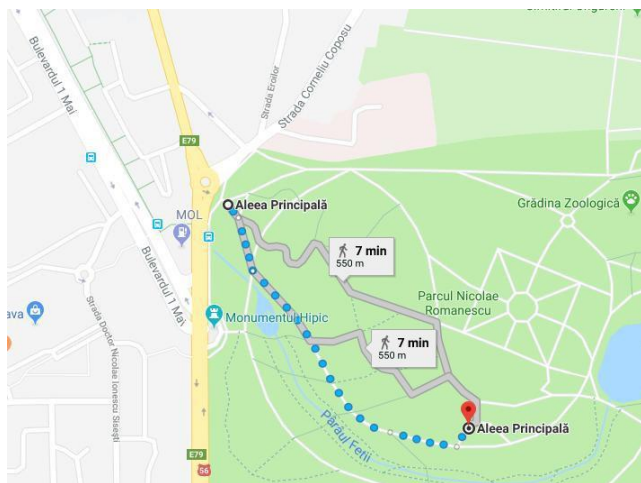 Bulevardul 1 Mai
Strada Eroilor
Strada Corneliu Coposu
E79
Aleea Principală
MOL
Grădina Zoologică
7 min
550 m
Parcul Nicolae
Romanescu
Bulevardul 1 Mai
Monumentul Hipic
ava
7 min
550 m
Strada Doctor Nicolae Ionescu Sisești
Aleea Principală
Pârâul Fetii
E79
56